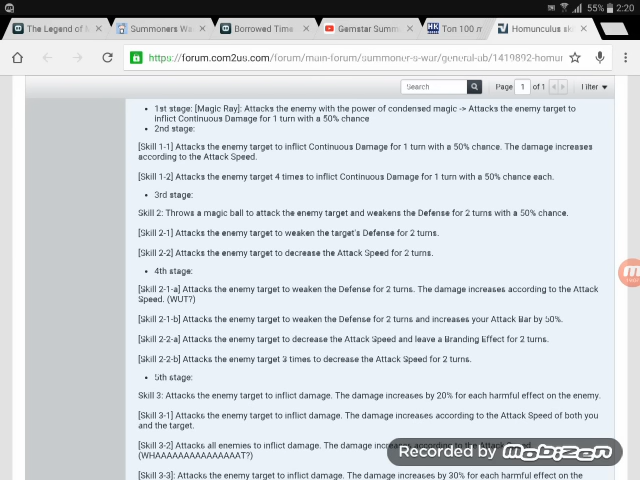 55% 2:20
The Legend of M
Summoners Wa
Borrowed Time
Gemstar Summ
Топ 100 л
Homunculus ski
https://forum.com2us.com/forum/main-forum/summoner-s-war/general-ab/1419892-homun
Search Page 1 of 1 Filter
1st stage: [Magic Ray]: Attacks the enemy with the power of condensed magic -> Attacks the enemy target to
inflict Continuous Damage for 1 turn with a 50% chance
2nd stage:
[Skill 1-1] Attacks the enemy target to inflict Continuous Damage for 1 turn with a 50% chance. The damage increases
according to the Attack Speed.
[Skill 1-2] Attacks the enemy target 4 times to inflict Continuous Damage for 1 turn with a 50% chance each.
3rd stage:
Skill 2: Throws a magic ball to attack the enemy target and weakens the Defense for 2 turns with a 50% chance.
[Skill 2-1] Attacks the enemy target to weaken the target's Defense for 2 turns.
[Skill 2-2] Attacks the enemy target to decrease the Attack Speed for 2 turns.
4th stage:
[Skill 2-1-a] Attacks the enemy target to weaken the Defense for 2 turns. The damage increases according to the Attack
Speed. (WUT?)
[Skill 2-1-b] Attacks the enemy target to weaken the Defense for 2 turns and increases your Attack Bar by 50%.
[Skill 2-2-a] Attacks the enemy target to decrease the Attack Speed and leave a Branding Effect for 2 turns.
[Skill 2-2-b] Attacks the enemy target 3 times to decrease the Attack Speed for 2 turns.
5th stage:
Skill 3: Attacks the enemy target to inflict damage. The damage increases by 20% for each harmful effect on the enemy.
[Skill 3-1] Attacks the enemy target to inflict damage. The damage increases according to the Attack Speed of both you
and the target.
[Skill 3-2] Attacks all enemies to inflict damage. The damage increases according to the Attack Speed.
(WHAAAAAAAAAAAAAAT?)
[Skill 3-3]: Attacks the enemy target to inflict damage. The damage increases by 30% for each harmful effect on the
Recorded by Mobizen